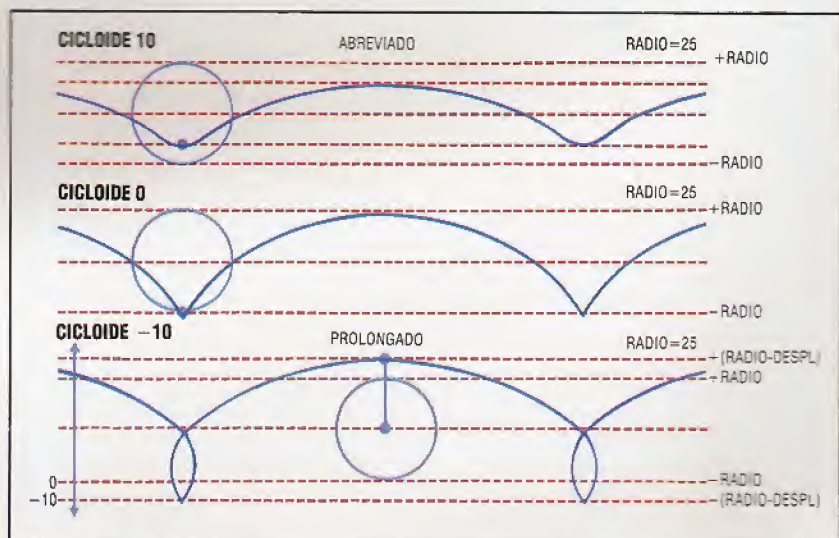 CICLOIDE 10 ABREVIADO RADIO=25 +RADIO
−RADIO
CICLOIDE 0 RADIO=25 +RADIO
−RADIO
CICLOIDE −10 PROLONGADO RADIO=25 +(RADIO-DESPL)
−RADIO
0 −RADIO
−10 −(RADIO-DESPL)